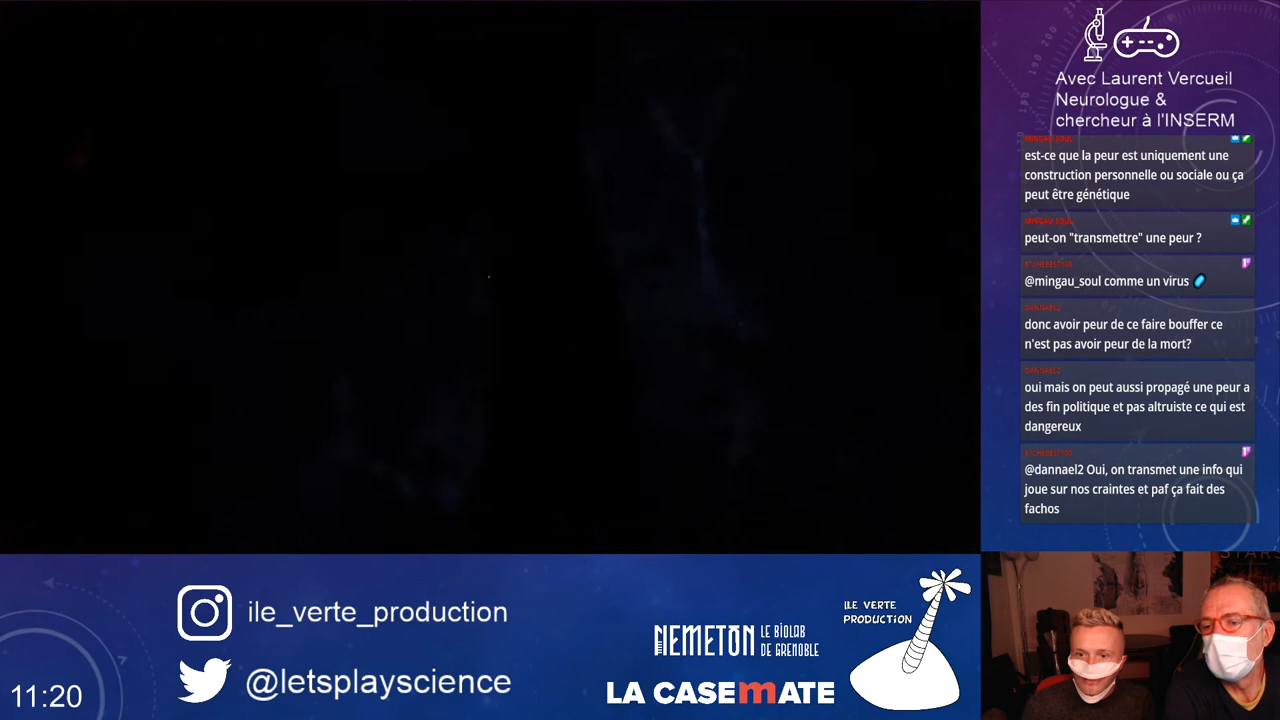 Avec Laurent Vercueil
Neurologue &
chercheur à l'INSERM
MINGAU_SOUL
est-ce que la peur est uniquement une
construction personnelle ou sociale ou ça
peut être génétique
MINGAU_SOUL
peut-on "transmettre" une peur ?
@mingau_soul comme un virus
DANNAEL2
donc avoir peur de ce faire bouffer ce
n'est pas avoir peur de la mort?
DANNAEL2
oui mais on peut aussi propagé une peur a
des fin politique et pas altruiste ce qui est
dangereux
@dannael2 Oui, on transmet une info qui
joue sur nos craintes et paf ça fait des
fachos
ile_verte_production
@letsplayscience
11:20
NEMETON LE BIOLAB
DE GRENOBLE
LA CASEMATE
ILE VERTE
PRODUCTION